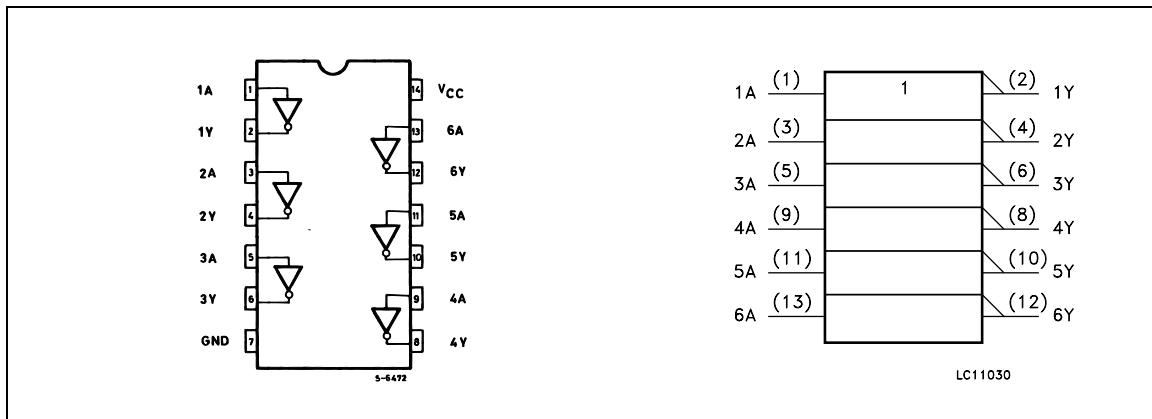 1A 1 14 VCC
1Y 2 13 6A
12 6Y
2A 3
2Y 4 11 5A
10 5Y
3A 5
3Y 6 9 4A
GND 7 8 4Y
S-6472
1A (1) 1 (2) 1Y
2A (3) (4) 2Y
3A (5) (6) 3Y
4A (9) (8) 4Y
5A (11) (10) 5Y
6A (13) (12) 6Y
LC11030